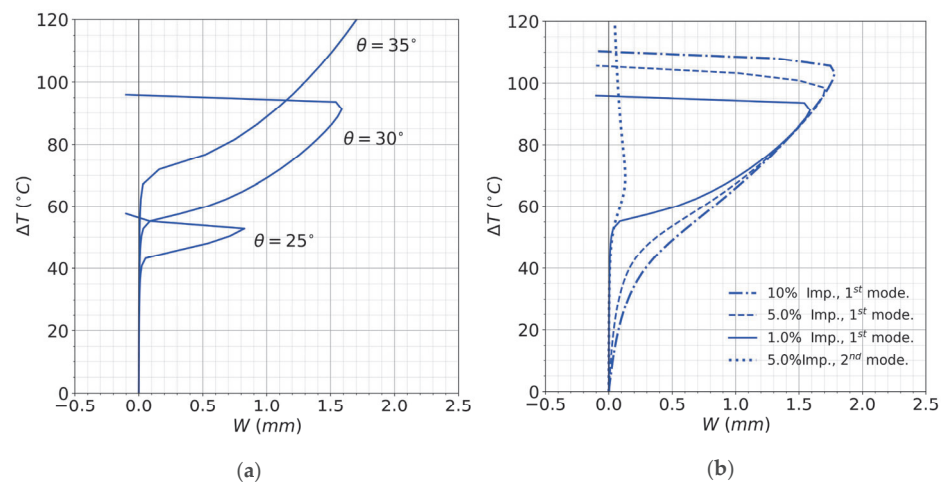 120
100
80
60
40
20
0
ΔT (°C)
−0.5
0.0
0.5
1.0
1.5
2.0
2.5
W (mm)
θ = 35°
θ = 30°
θ = 25°
(a)
120
100
80
60
40
20
0
ΔT (°C)
−0.5
0.0
0.5
1.0
1.5
2.0
2.5
W (mm)
10% Imp., 1st mode.
5.0% Imp., 1st mode.
1.0% Imp., 1st mode.
5.0%Imp., 2nd mode.
(b)